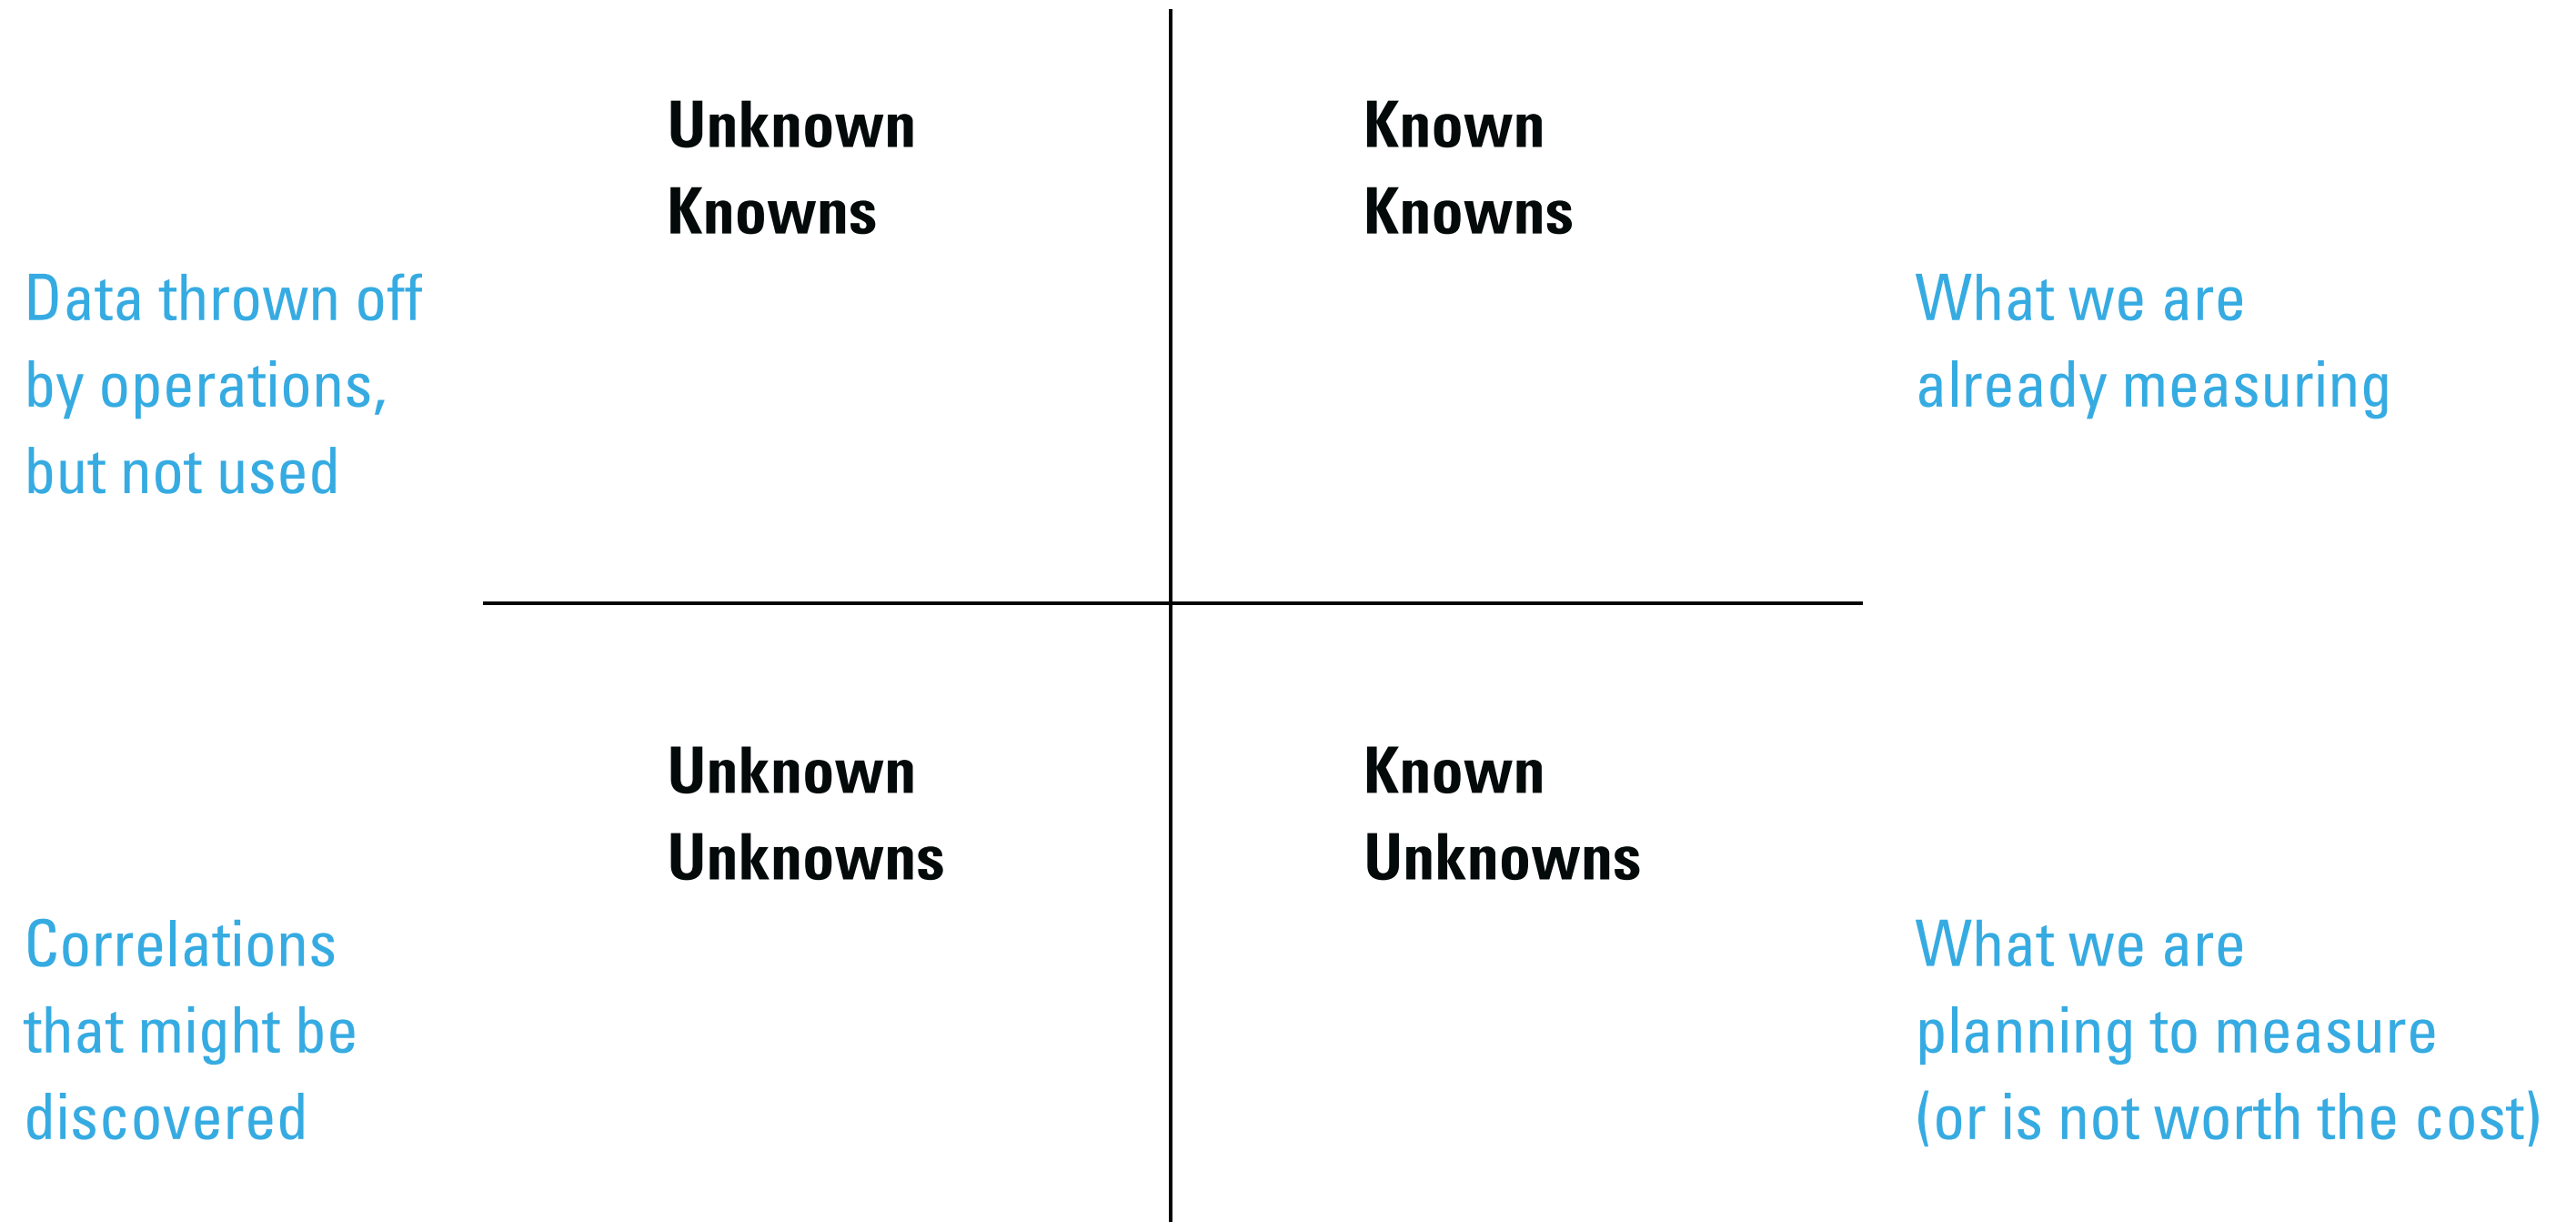 Unknown
Knowns
Known
Knowns
Data thrown off
by operations,
but not used
What we are
already measuring
Unknown
Unknowns
Known
Unknowns
Correlations
that might be
discovered
What we are
planning to measure
(or is not worth the cost)